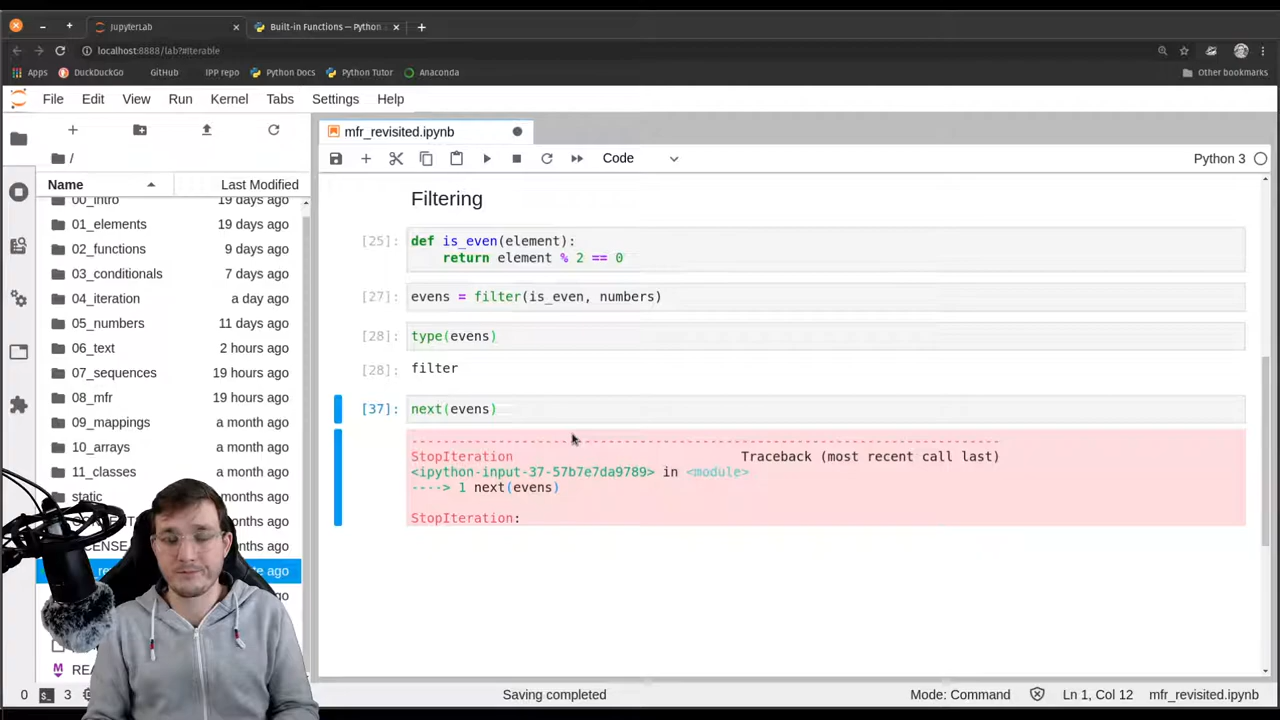 JupyterLab
Built-in Functions — Python
localhost:8888/lab?#Iterable
Apps DuckDuckGo GitHub IPP repo Python Docs Python Tutor Anaconda Other bookmarks
File Edit View Run Kernel Tabs Settings Help
mfr_revisited.ipynb
Code
Python 3
/
Name Last Modified
00_intro 19 days ago
01_elements 19 days ago
02_functions 9 days ago
03_conditionals 7 days ago
04_iteration a day ago
05_numbers 11 days ago
06_text 2 hours ago
07_sequences 19 hours ago
08_mfr 19 hours ago
09_mappings a month ago
10_arrays a month ago
11_classes a month ago
static months ago
months ago
months ago
ago
ago
ago
Filtering
[25]: def is_even(element):
return element % 2 == 0
[27]: evens = filter(is_even, numbers)
[28]: type(evens)
[28]: filter
[37]: next(evens)
---------------------------------------------------------------------------
StopIteration Traceback (most recent call last)
<ipython-input-37-57b7e7da9789> in <module>
----> 1 next(evens)
StopIteration:
0 3 Saving completed Mode: Command Ln 1, Col 12 mfr_revisited.ipynb